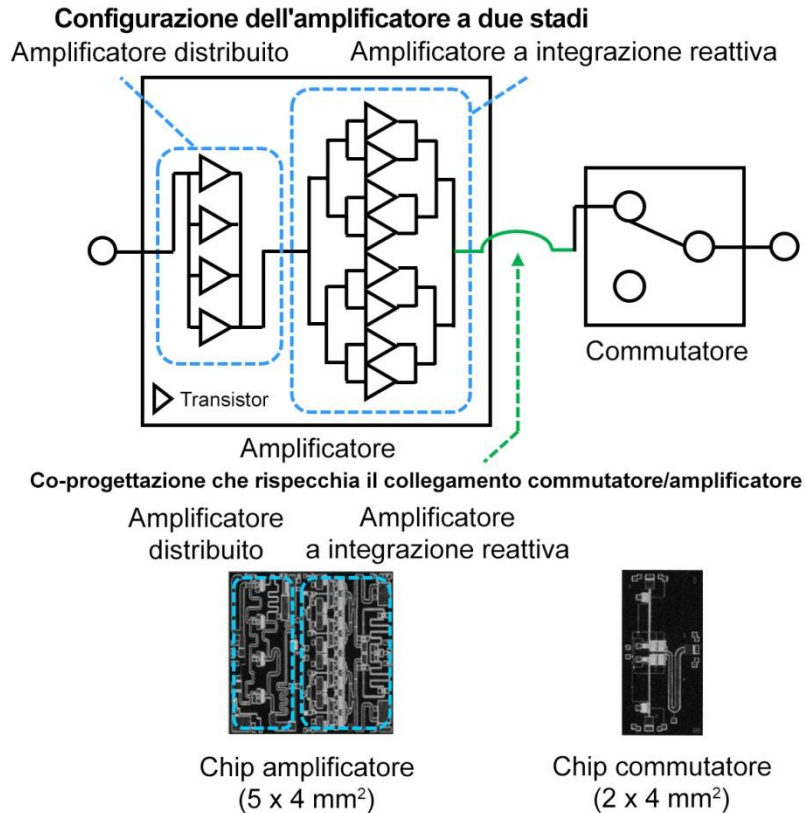 Configurazione dell'amplificatore a due stadi
Amplificatore distribuito
Amplificatore a integrazione reattiva
Transistor
Amplificatore
Commutatore
Co-progettazione che rispecchia il collegamento commutatore/amplificatore
Amplificatore
distribuito
Amplificatore
a integrazione reattiva
Chip amplificatore
(5 x 4 mm²)
Chip commutatore
(2 x 4 mm²)